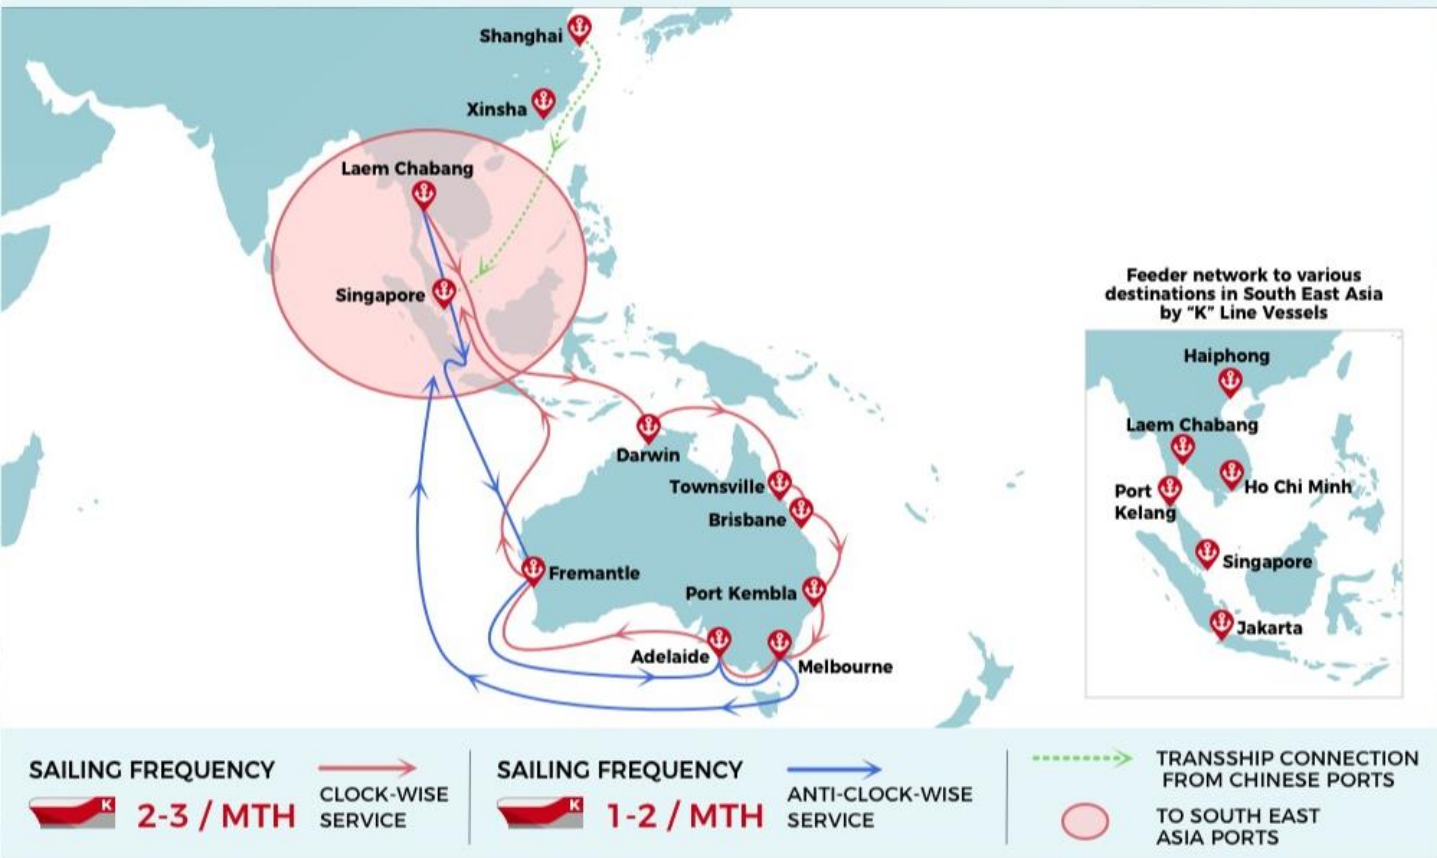 Shanghai
Xinsha
Laem Chabang
Singapore
Darwin
Townsville
Brisbane
Fremantle
Port Kembla
Adelaide
Melbourne
Feeder network to various
destinations in South East Asia
by “K” Line Vessels
Haiphong
Laem Chabang
Ho Chi Minh
Port
Kelang
Singapore
Jakarta
SAILING FREQUENCY
K
2-3 / MTH
CLOCK-WISE
SERVICE
SAILING FREQUENCY
K
1-2 / MTH
ANTI-CLOCK-WISE
SERVICE
TRANSSHIP CONNECTION
FROM CHINESE PORTS
TO SOUTH EAST
ASIA PORTS